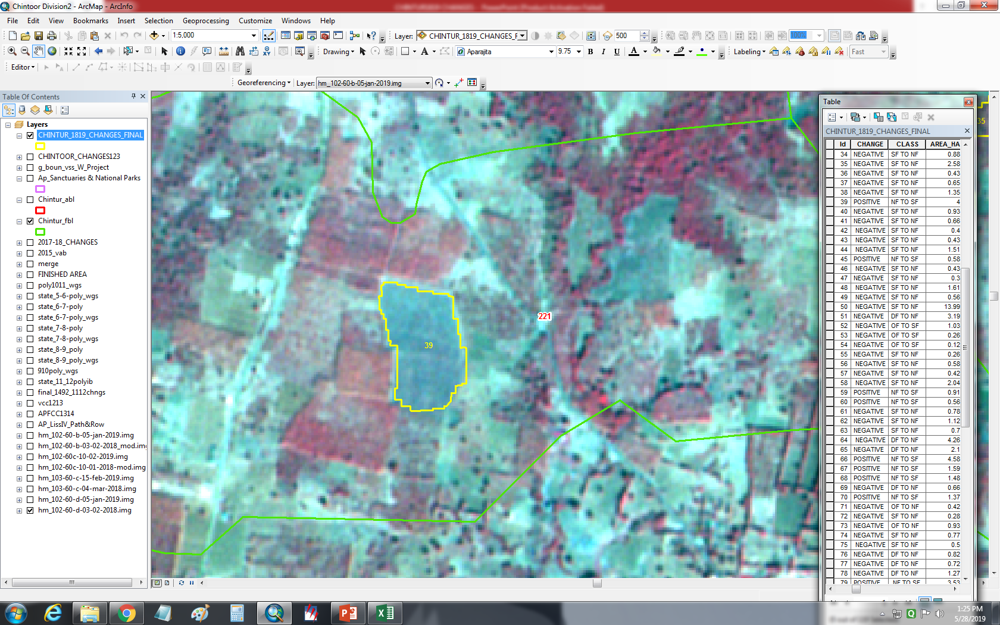 Chintoor Division2 - ArcMap - ArcInfo
File Edit View Bookmarks Insert Selection Geoprocessing Customize Windows Help
1:5,000 Layer: CHINTUR_1819_CHANGES_F 500 100%
Drawing Aparajita 9.75 B I U A Labeling Fast
Editor
Georeferencing Layer: hm_102-60-b-05-jan-2019.img
Table Of Contents
Layers
CHINTUR_1819_CHANGES_FINAL
CHINTOOR_CHANGES123
g_boun_vss_W_Project
Ap_Sanctuaries & National Parks
Chintur_abl
Chintur_fbl
2017-18_CHANGES
2015_vab
merge
FINISHED AREA
poly1011_wgs
state_5-6-poly_wgs
state_6-7-poly
state_6-7-poly_wgs
state_7-8-poly
state_7-8-poly_wgs
state_8-9_poly
state_8-9_poly_wgs
910poly_wgs
state_11_12polyib
final_1492_1112chngs
vcc1213
APFCC1314
AP_LissIV_Path&Row
hm_102-60-b-05-jan-2019.img
hm_102-60-b-03-02-2018_mod.img
hm_102-60c-10-02-2019.img
hm_102-60c-10-01-2018-mod.img
hm_103-60-c-15-feb-2019.img
hm_103-60-c-04-mar-2018.img
hm_102-60-d-05-jan-2019.img
hm_102-60-d-03-02-2018.img
221
39
35
Table
CHINTUR_1819_CHANGES_FINAL
Id CHANGE CLASS AREA_HA
34 NEGATIVE SF TO NF 0.88
35 NEGATIVE SF TO NF 2.58
36 NEGATIVE SF TO NF 0.43
37 NEGATIVE SF TO NF 0.65
38 NEGATIVE SF TO NF 1.35
39 POSITIVE NF TO SF 4
40 NEGATIVE SF TO NF 0.93
41 NEGATIVE SF TO NF 0.66
42 NEGATIVE SF TO NF 0.4
43 NEGATIVE SF TO NF 0.43
44 NEGATIVE SF TO NF 1.51
45 POSITIVE NF TO SF 0.58
46 NEGATIVE SF TO NF 0.43
47 NEGATIVE SF TO NF 0.3
48 NEGATIVE SF TO NF 1.61
49 NEGATIVE SF TO NF 0.56
50 NEGATIVE SF TO NF 13.99
51 NEGATIVE DF TO NF 3.19
52 NEGATIVE OF TO SF 1.03
53 NEGATIVE OF TO SF 0.26
54 NEGATIVE OF TO SF 0.12
55 NEGATIVE SF TO NF 0.26
56 NEGATIVE SF TO NF 0.58
57 NEGATIVE SF TO NF 0.42
58 NEGATIVE SF TO NF 2.04
59 POSITIVE NF TO SF 0.91
60 POSITIVE NF TO SF 0.56
61 NEGATIVE SF TO NF 0.78
62 NEGATIVE SF TO NF 1.12
63 NEGATIVE SF TO NF 0.7
64 NEGATIVE DF TO NF 4.26
65 NEGATIVE DF TO NF 2.1
66 POSITIVE NF TO SF 4.58
67 POSITIVE NF TO SF 1.59
68 POSITIVE NF TO SF 1.48
69 NEGATIVE DF TO NF 0.66
70 POSITIVE NF TO SF 1.37
71 NEGATIVE OF TO NF 0.42
72 NEGATIVE SF TO NF 0.28
73 NEGATIVE OF TO NF 0.93
74 NEGATIVE SF TO NF 0.77
75 NEGATIVE SF TO NF 0.5
76 NEGATIVE DF TO NF 0.82
77 NEGATIVE DF TO NF 0.72
78 NEGATIVE DF TO NF 1.27
79 POSITIVE NF TO SF 3.53
1:25 PM
5/28/2019